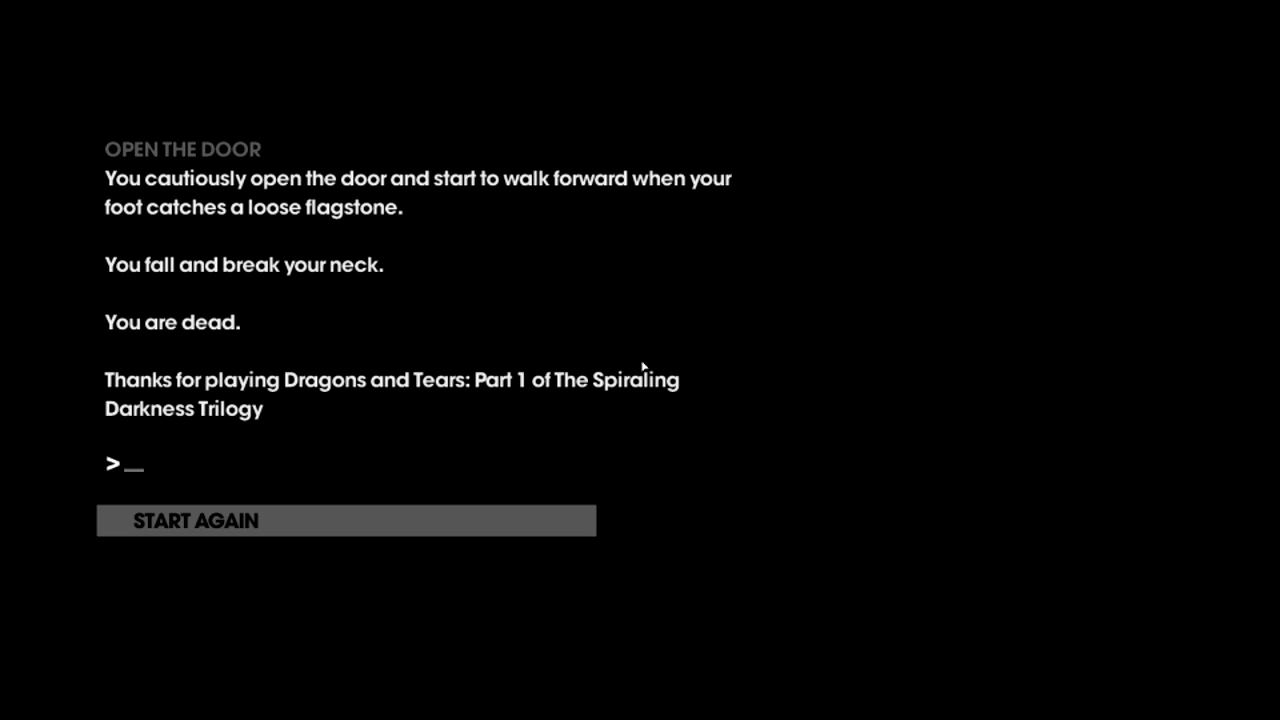 OPEN THE DOOR
You cautiously open the door and start to walk forward when your
foot catches a loose flagstone.
You fall and break your neck.
You are dead.
Thanks for playing Dragons and Tears: Part 1 of The Spiraling
Darkness Trilogy
>_
START AGAIN